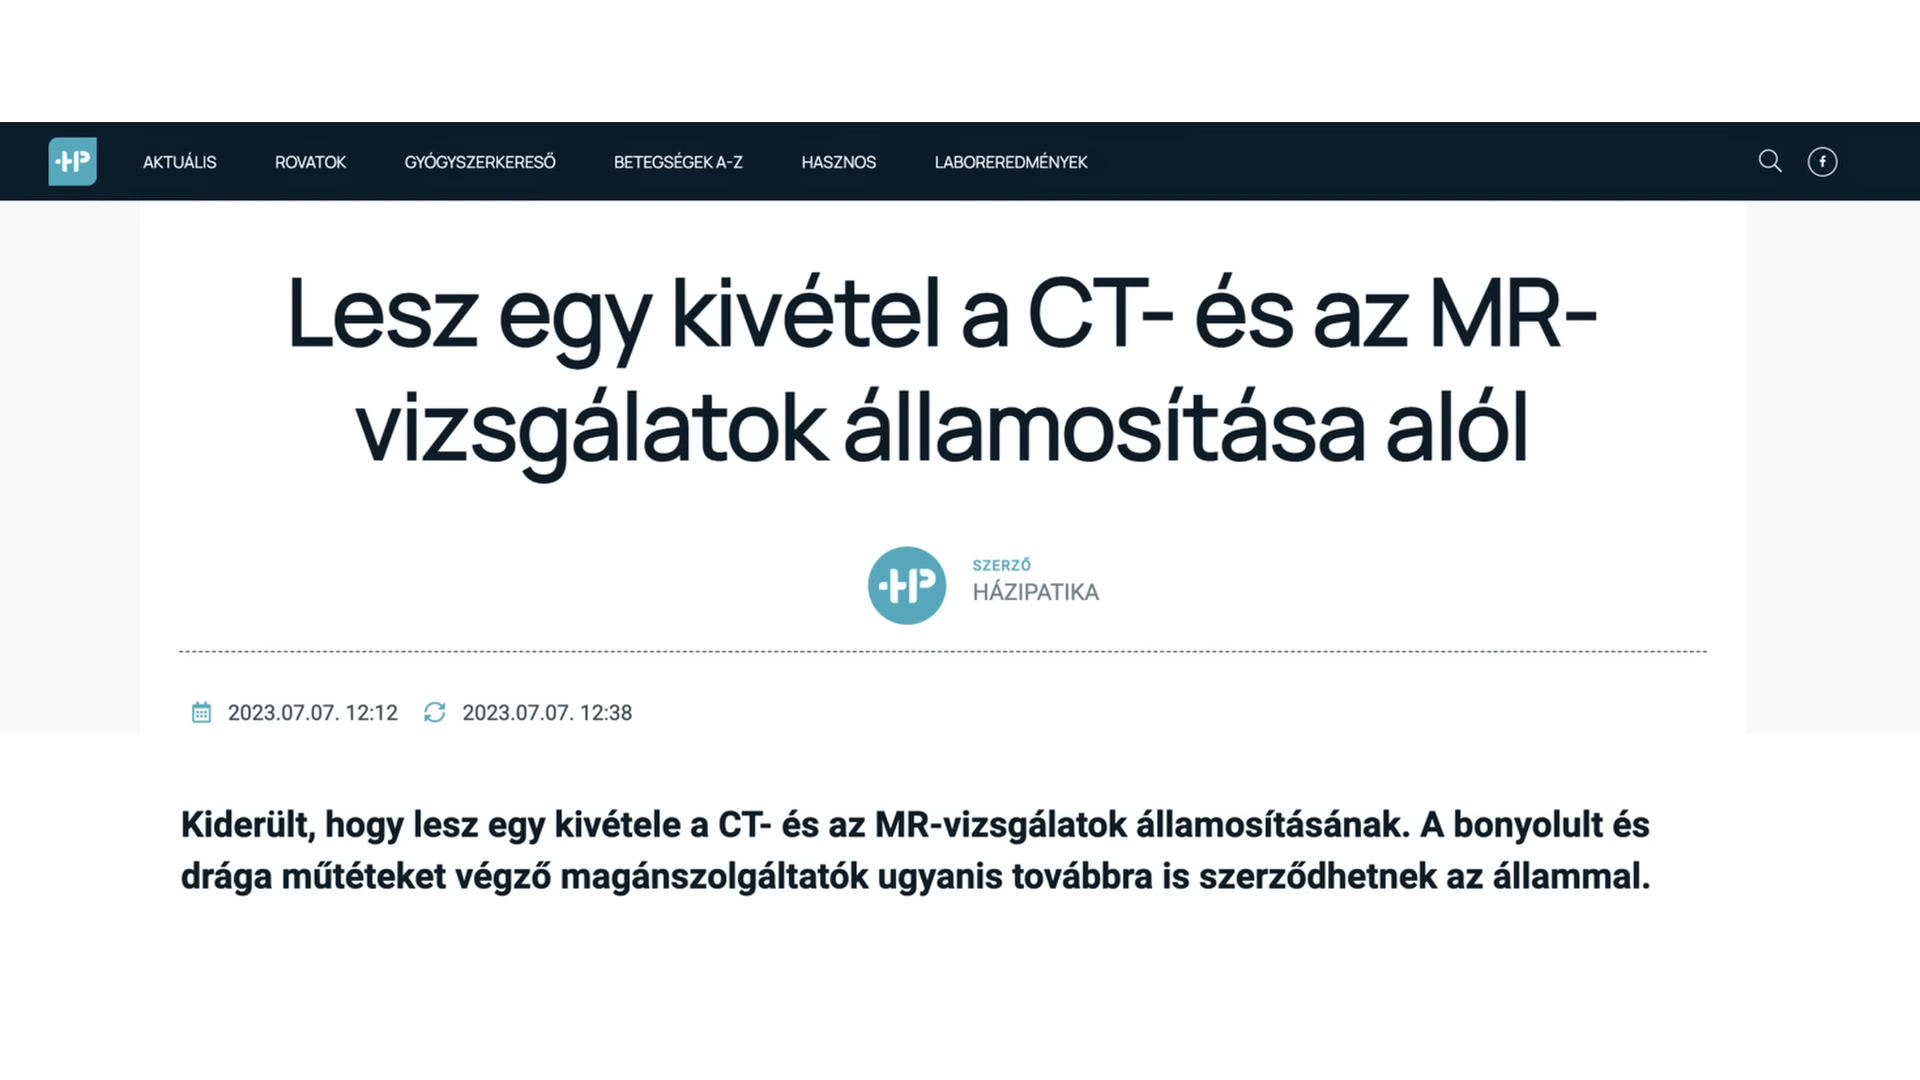 HP
AKTUÁLIS ROVATOK GYÓGYSZERKERESŐ BETEGSÉGEK A-Z HASZNOS LABOREREDMÉNYEK
Lesz egy kivétel a CT- és az MR-
vizsgálatok államosítása alól
HP
SZERZŐ
HÁZIPATIKA
2023.07.07. 12:12 2023.07.07. 12:38
Kiderült, hogy lesz egy kivétele a CT- és az MR-vizsgálatok államosításának. A bonyolult és
drága műtéteket végző magánszolgáltatók ugyanis továbbra is szerződhetnek az állammal.